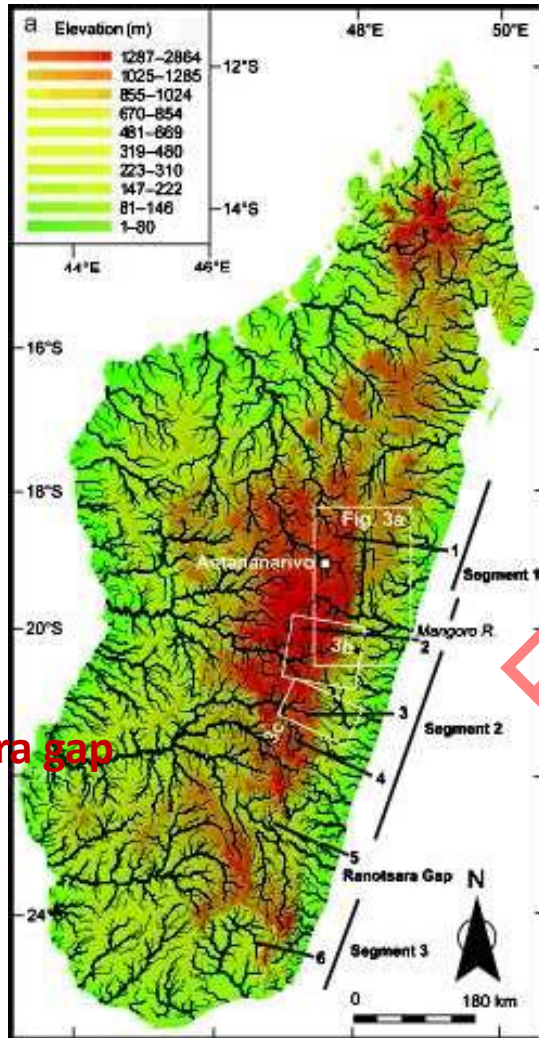 a Elevation (m)
1287–2864
1025–1285
855–1024
670–854
481–669
319–480
223–310
147–222
81–146
1–80
48°E
50°E
12°S
14°S
44°E
46°E
16°S
18°S
Fig. 3a
Antananarivo
1
Segment 1
20°S
Mangoro R.
3b
2
3
3c
Segment 2
ra gap
4
5
Ranotsara Gap
N
24°S
6
Segment 3
0 180 km